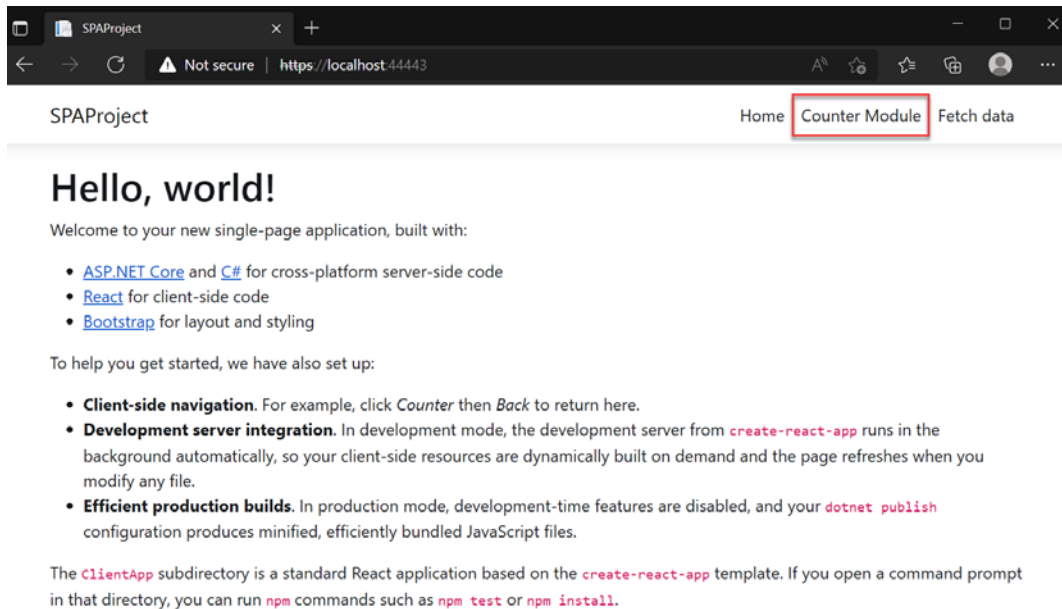 SPAProject
Not secure | https://localhost:44443
SPAProject Home Counter Module Fetch data
Hello, world!
Welcome to your new single-page application, built with:
• ASP.NET Core and C# for cross-platform server-side code
• React for client-side code
• Bootstrap for layout and styling
To help you get started, we have also set up:
• Client-side navigation. For example, click Counter then Back to return here.
• Development server integration. In development mode, the development server from create-react-app runs in the
background automatically, so your client-side resources are dynamically built on demand and the page refreshes when you
modify any file.
• Efficient production builds. In production mode, development-time features are disabled, and your dotnet publish
configuration produces minified, efficiently bundled JavaScript files.
The ClientApp subdirectory is a standard React application based on the create-react-app template. If you open a command prompt
in that directory, you can run npm commands such as npm test or npm install.